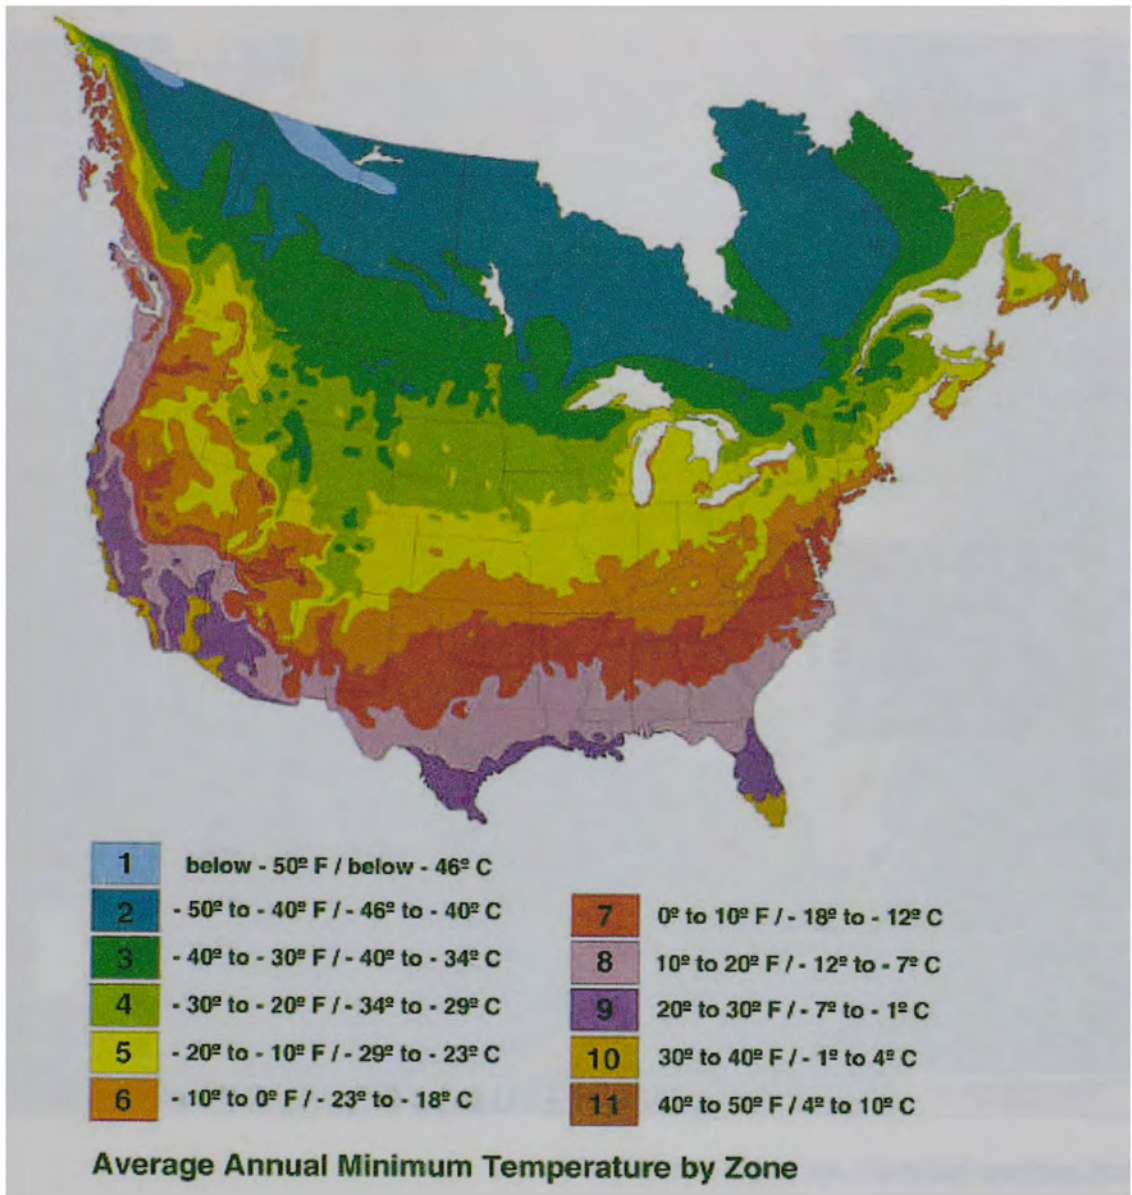 1 below - 50º F / below - 46º C
2 - 50º to - 40º F / - 46º to - 40º C
3 - 40º to - 30º F / - 40º to - 34º C
4 - 30º to - 20º F / - 34º to - 29º C
5 - 20º to - 10º F / - 29º to - 23º C
6 - 10º to 0º F / - 23º to - 18º C
7 0º to 10º F / - 18º to - 12º C
8 10º to 20º F / - 12º to - 7º C
9 20º to 30º F / - 7º to - 1º C
10 30º to 40º F / - 1º to 4º C
11 40º to 50º F / 4º to 10º C
Average Annual Minimum Temperature by Zone